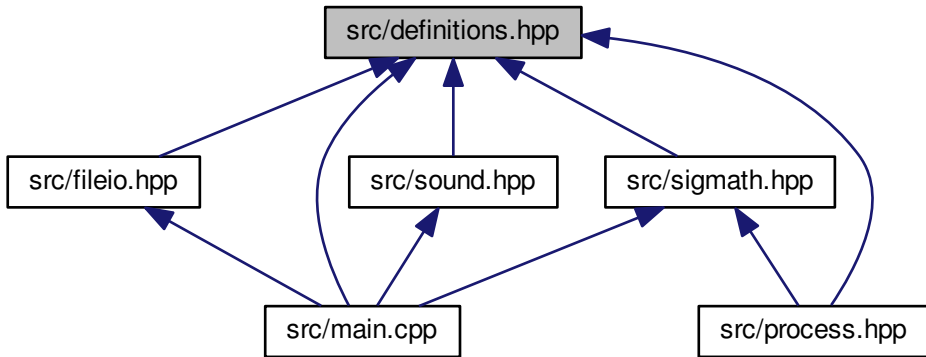 src/definitions.hpp
src/fileio.hpp
src/sound.hpp
src/sigmath.hpp
src/main.cpp
src/process.hpp